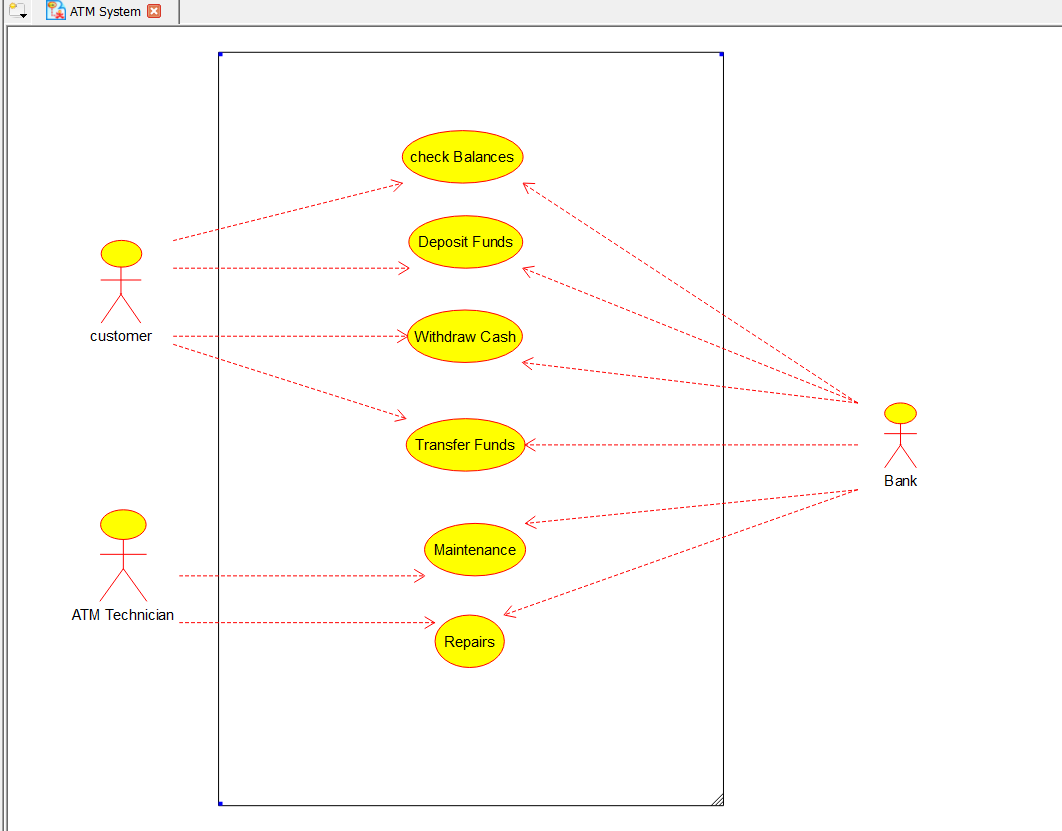 ATM System
check Balances
Deposit Funds
customer
Withdraw Cash
Transfer Funds
Bank
Maintenance
ATM Technician
Repairs